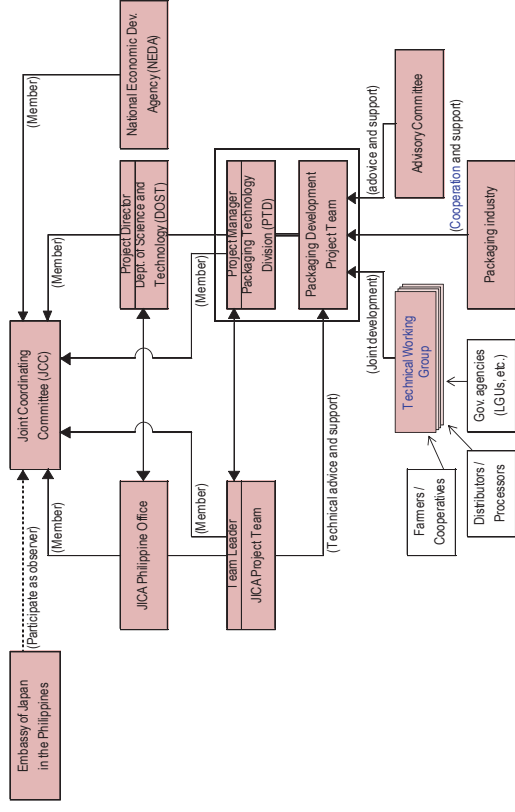 Embassy of Japan
in the Philippines
(Participate as observer)
Joint Coordinating
Committee (JCC)
(Member)
(Member)
(Member)
(Member)
(Member)
National Economic Dev.
Agency (NEDA)
JICA Philippine Office
Project Director
Dept. of Science and
Technology (DOST)
Team Leader
JICA Project Team
Project Manager
Packaging Technology
Division (PTD)
Packaging Development
Project Team
(Technical advice and support)
(Joint development)
(adovice and support)
Advisory Committee
(Cooperation and support)
Technical Working
Group
Packaging industry
Farmers /
Cooperatives
Distributors /
Processors
Gov. agencies
(LGUs, etc.)